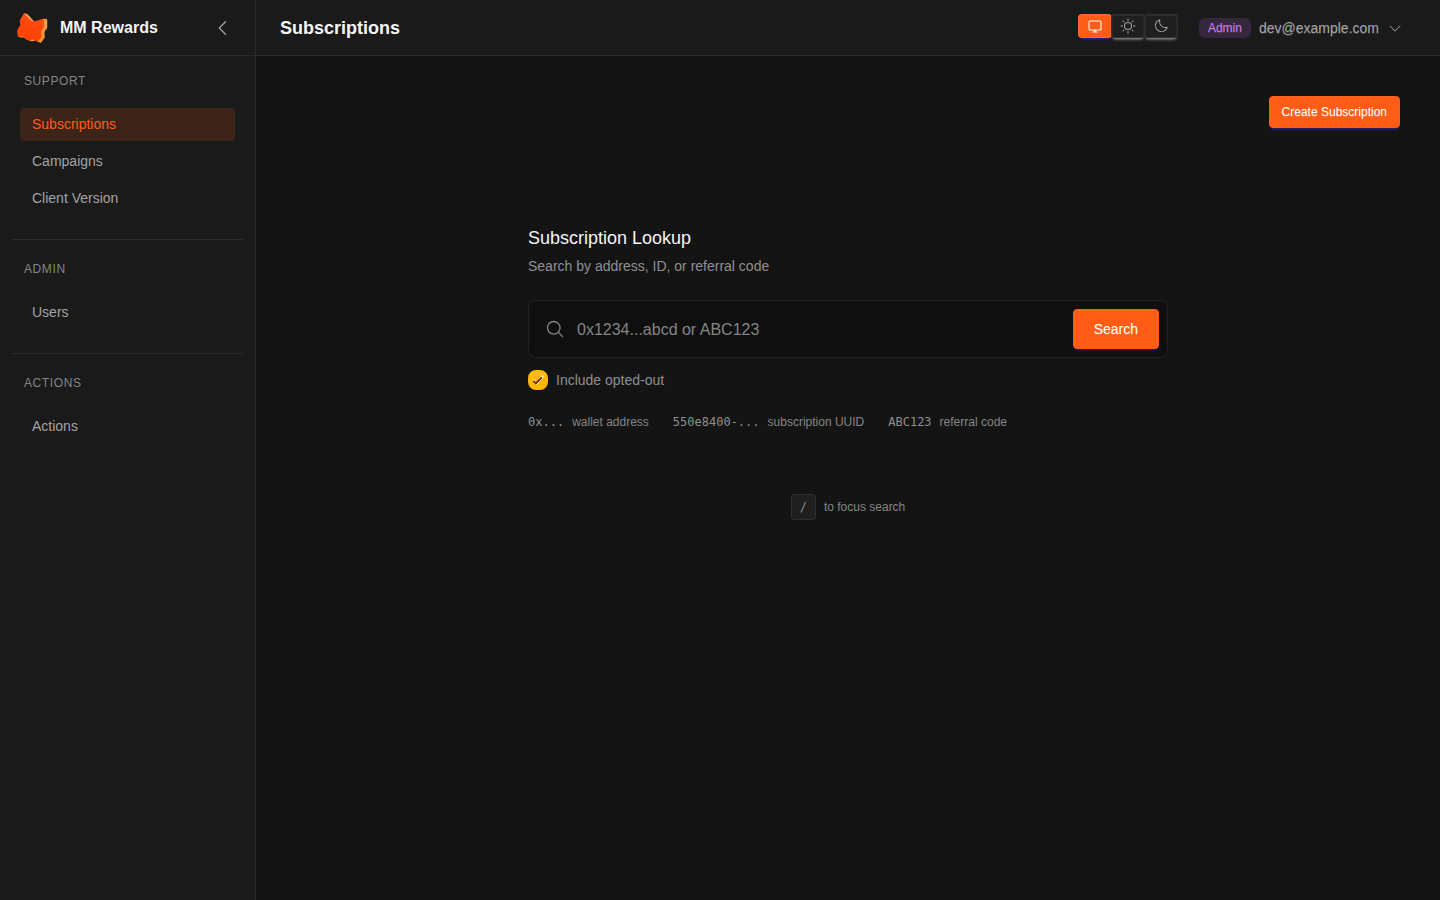 MM Rewards
Subscriptions
Admin
dev@example.com
SUPPORT
Subscriptions
Campaigns
Client Version
ADMIN
Users
ACTIONS
Actions
Create Subscription
Subscription Lookup
Search by address, ID, or referral code
0x1234...abcd or ABC123
Search
Include opted-out
0x... wallet address 550e8400-... subscription UUID ABC123 referral code
/ to focus search